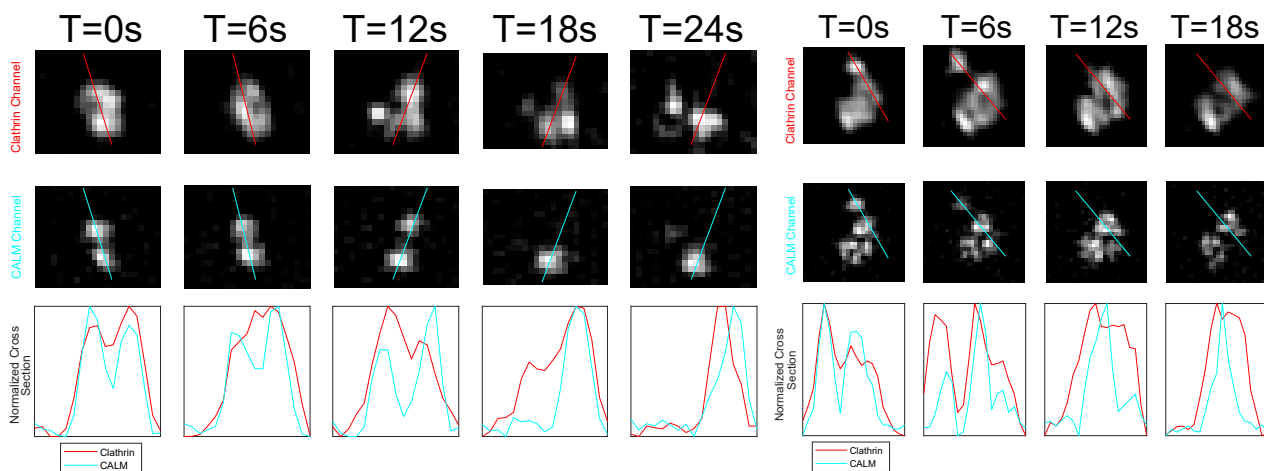 T=0s T=6s T=12s T=18s T=24s T=0s T=6s T=12s T=18s
Clathrin Channel
Clathrin Channel
CALM Channel
CALM Channel
Normalized Cross
Section
Normalized Cross
Section
Clathrin
CALM
Clathrin
CALM